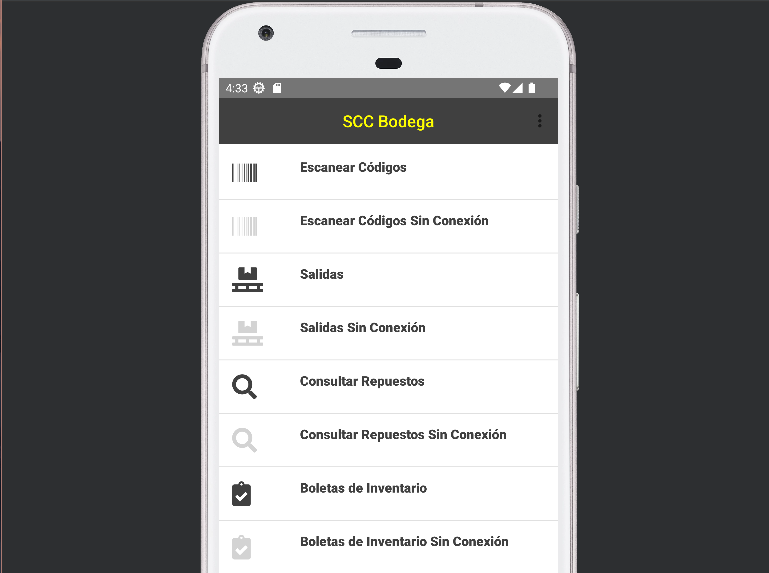 4:33
SCC Bodega
Escanear Códigos
Escanear Códigos Sin Conexión
Salidas
Salidas Sin Conexión
Consultar Repuestos
Consultar Repuestos Sin Conexión
Boletas de Inventario
Boletas de Inventario Sin Conexión